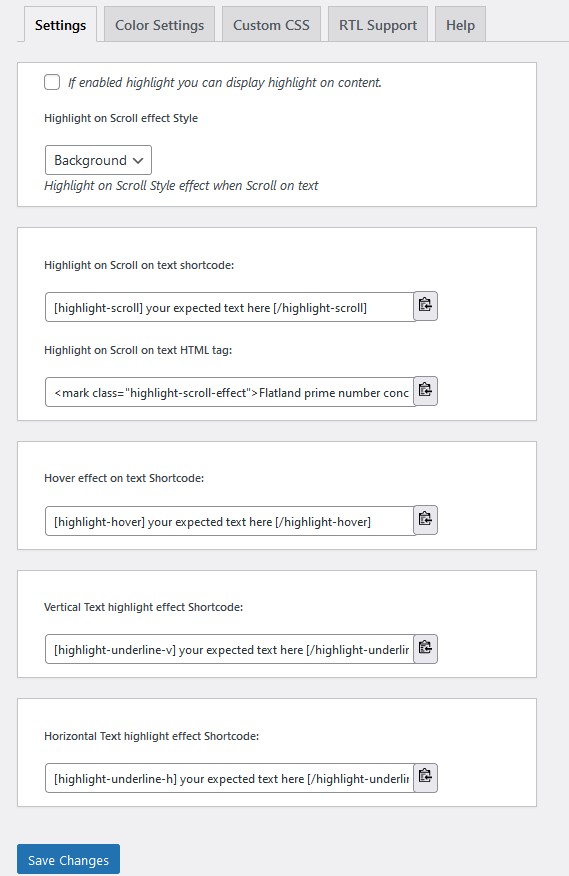 Settings Color Settings Custom CSS RTL Support Help
If enabled highlight you can display highlight on content.
Highlight on Scroll effect Style
Background
Highlight on Scroll Style effect when Scroll on text
Highlight on Scroll on text shortcode:
[highlight-scroll] your expected text here [/highlight-scroll]
Highlight on Scroll on text HTML tag:
<mark class="highlight-scroll-effect">Flatland prime number conc
Hover effect on text Shortcode:
[highlight-hover] your expected text here [/highlight-hover]
Vertical Text highlight effect Shortcode:
[highlight-underline-v] your expected text here [/highlight-underlin
Horizontal Text highlight effect Shortcode:
[highlight-underline-h] your expected text here [/highlight-underlin
Save Changes